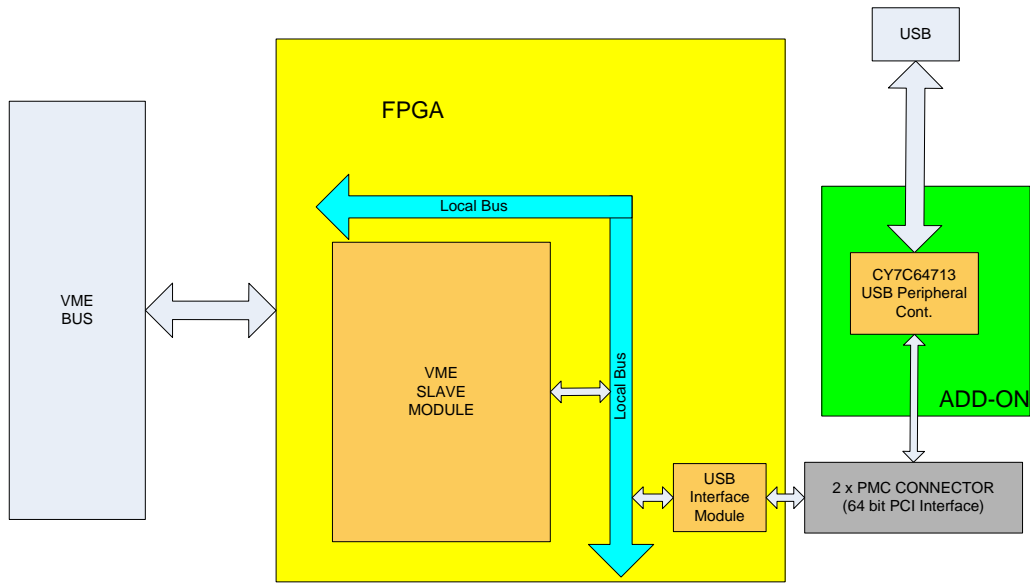 USB
FPGA
Local Bus
VME
BUS
VME
SLAVE
MODULE
Local Bus
CY7C64713
USB Peripheral
Cont.
ADD-ON
USB
Interface
Module
2 x PMC CONNECTOR
(64 bit PCI Interface)